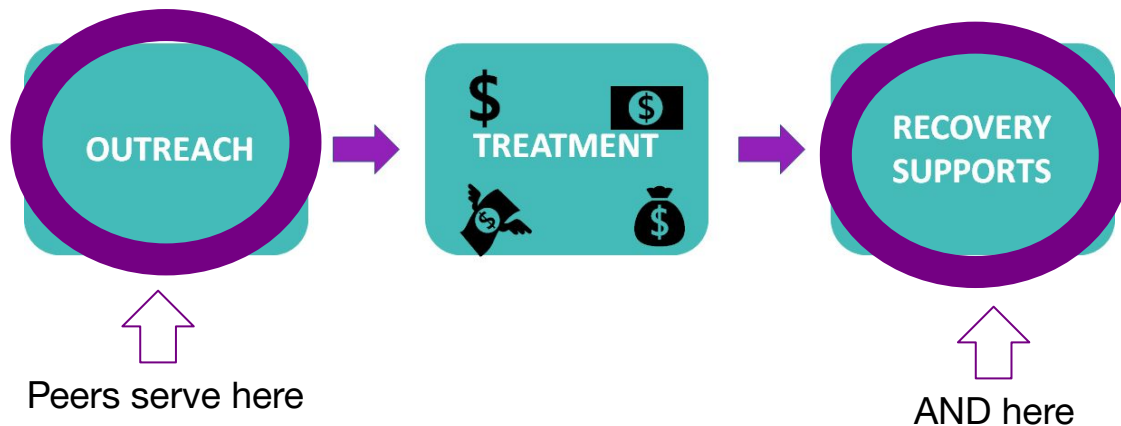 OUTREACH
$
$
TREATMENT
$
$
RECOVERY
SUPPORTS
Peers serve here
AND here